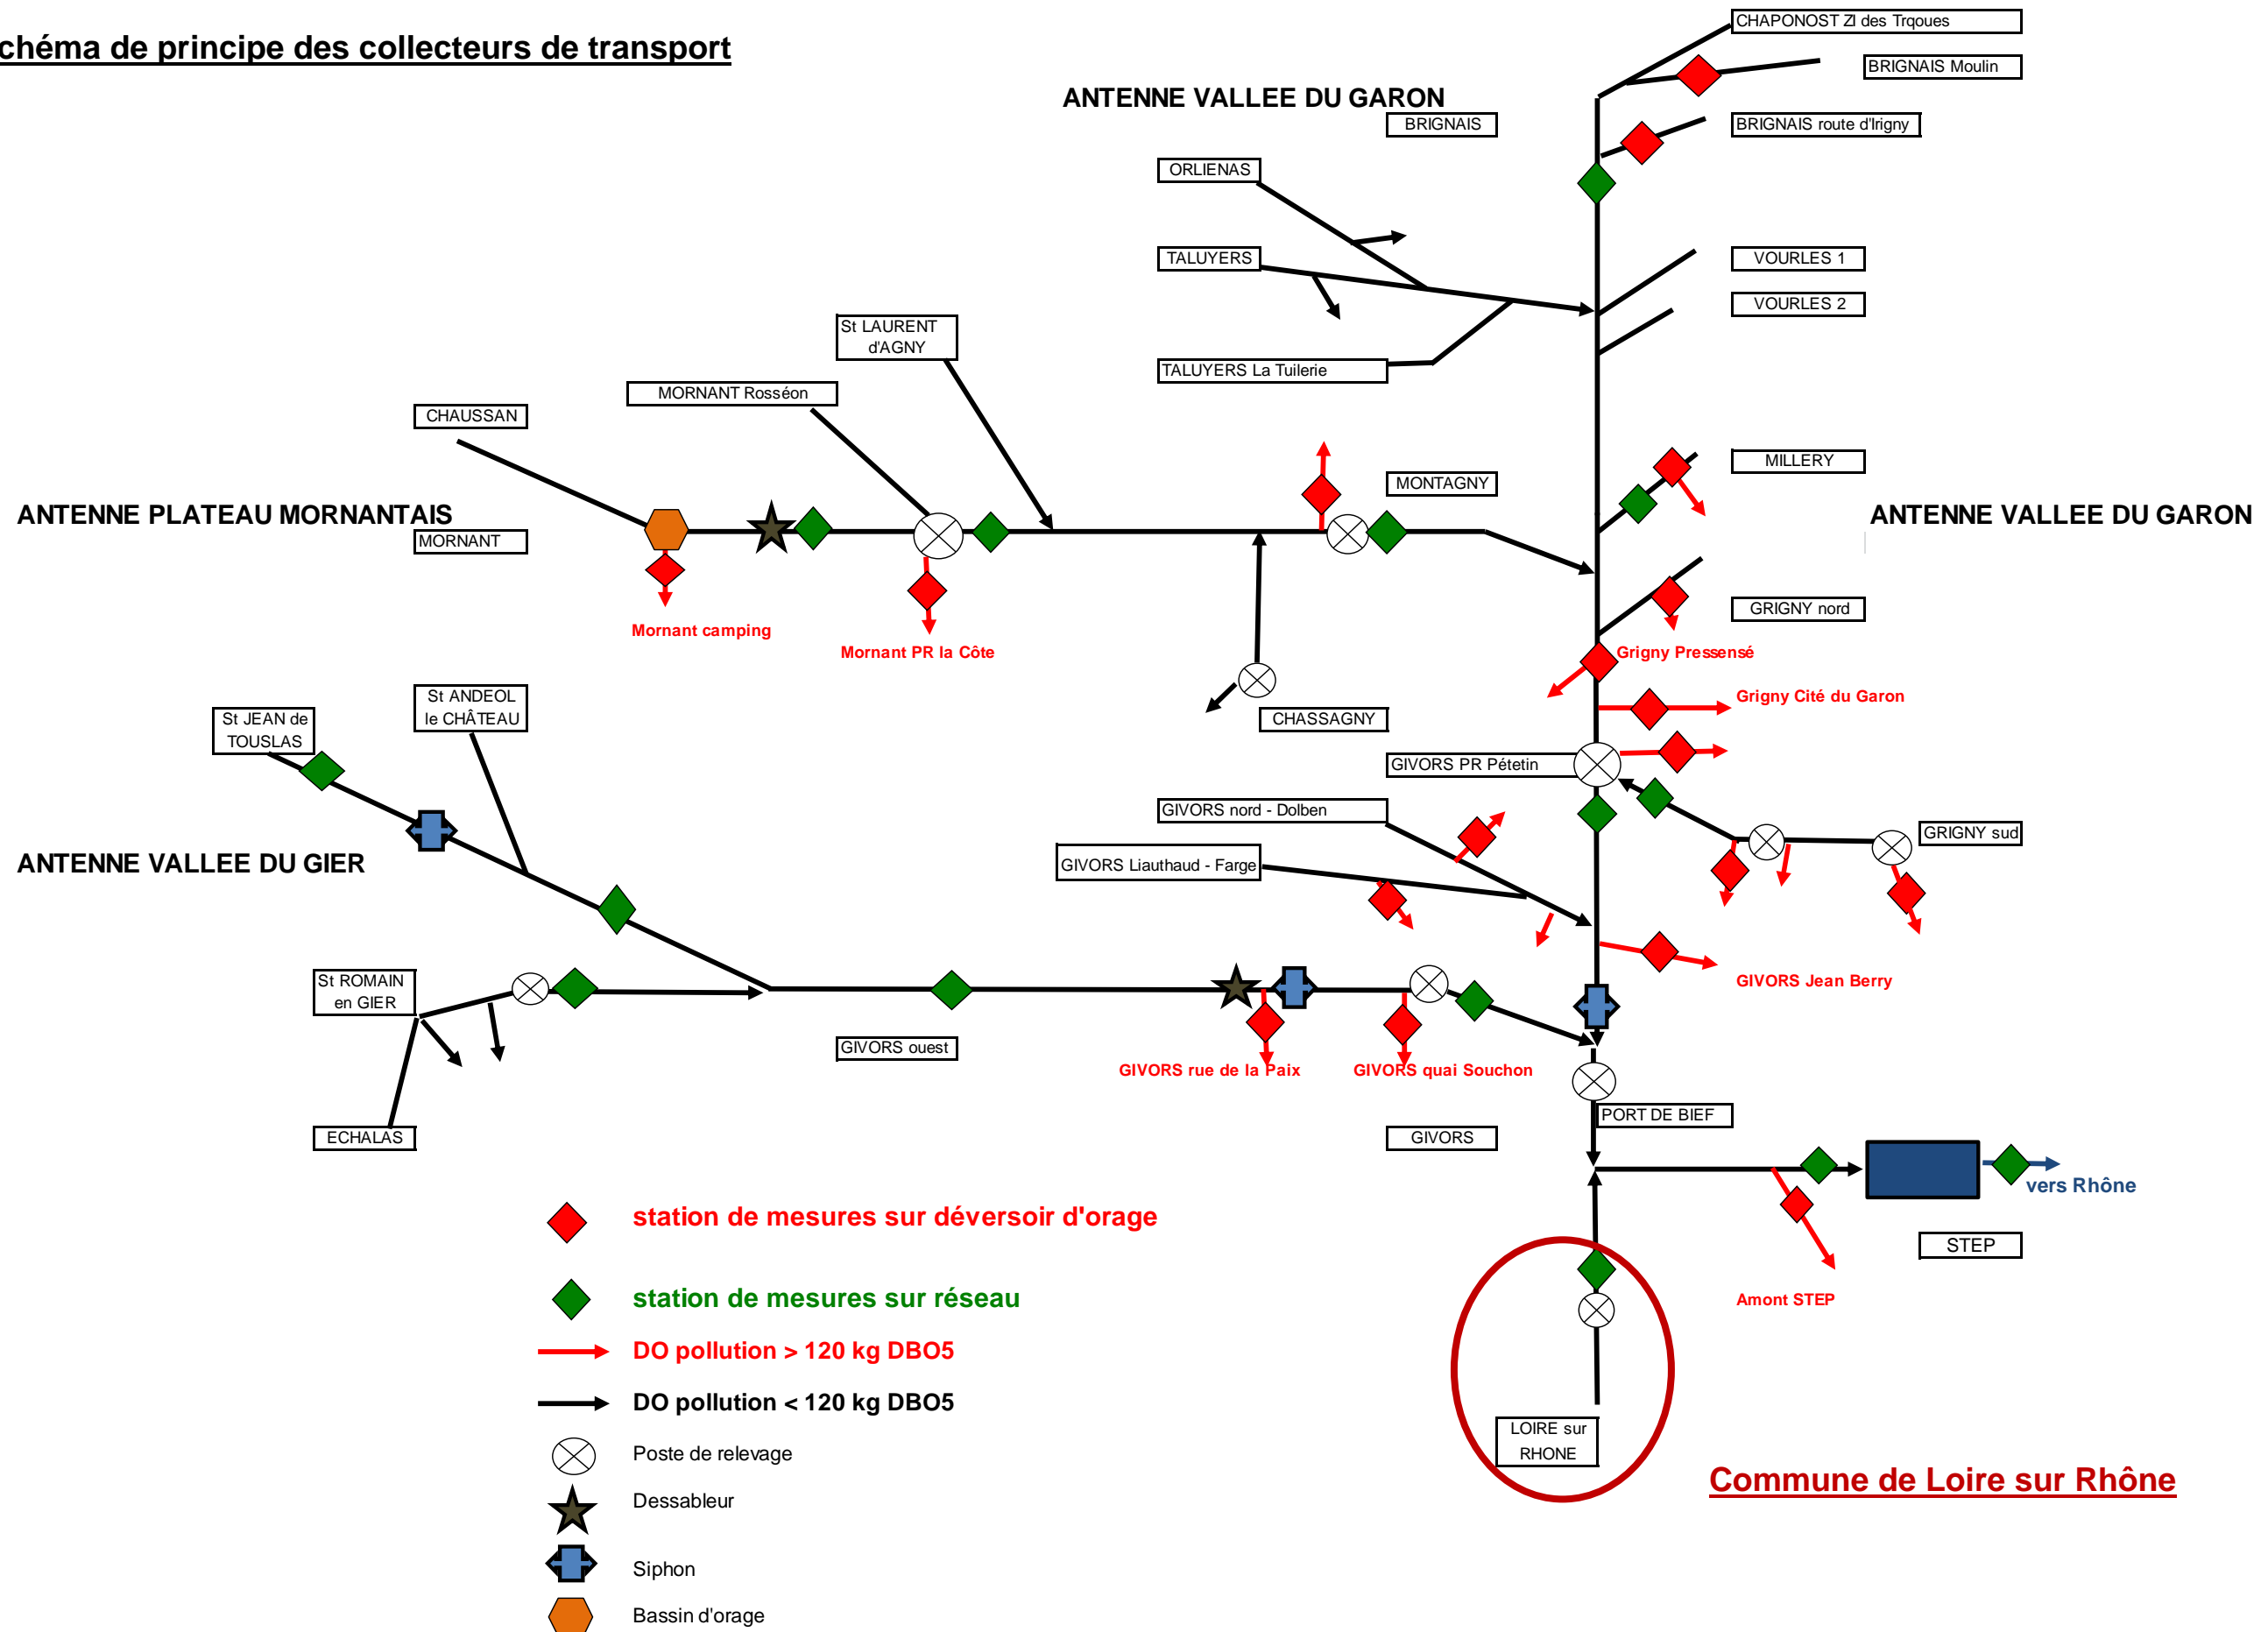 chéma de principe des collecteurs de transport
CHAPONOST ZI des Trqoues
BRIGNAIS Moulin
ANTENNE VALLEE DU GARON
BRIGNAIS
BRIGNAIS route d'Irigny
ORLIENAS
TALUYERS
VOURLES 1
VOURLES 2
St LAURENT
d'AGNY
TALUYERS La Tuilerie
MORNANT Rosséon
CHAUSSAN
MILLERY
MONTAGNY
ANTENNE PLATEAU MORNANTAIS
ANTENNE VALLEE DU GARON
MORNANT
GRIGNY nord
Mornant camping
Mornant PR la Côte
Grigny Pressensé
Grigny Cité du Garon
St ANDEOL
le CHÂTEAU
St JEAN de
TOUSLAS
CHASSAGNY
GIVORS PR Pétetin
GIVORS nord - Dolben
GRIGNY sud
ANTENNE VALLEE DU GIER
GIVORS Liauthaud - Farge
St ROMAIN
en GIER
GIVORS Jean Berry
GIVORS ouest
GIVORS rue de la Paix
GIVORS quai Souchon
PORT DE BIEF
ECHALAS
GIVORS
vers Rhône
station de mesures sur déversoir d'orage
STEP
station de mesures sur réseau
Amont STEP
DO pollution > 120 kg DBO5
DO pollution < 120 kg DBO5
LOIRE sur
RHONE
Poste de relevage
Commune de Loire sur Rhône
Dessableur
Siphon
Bassin d'orage